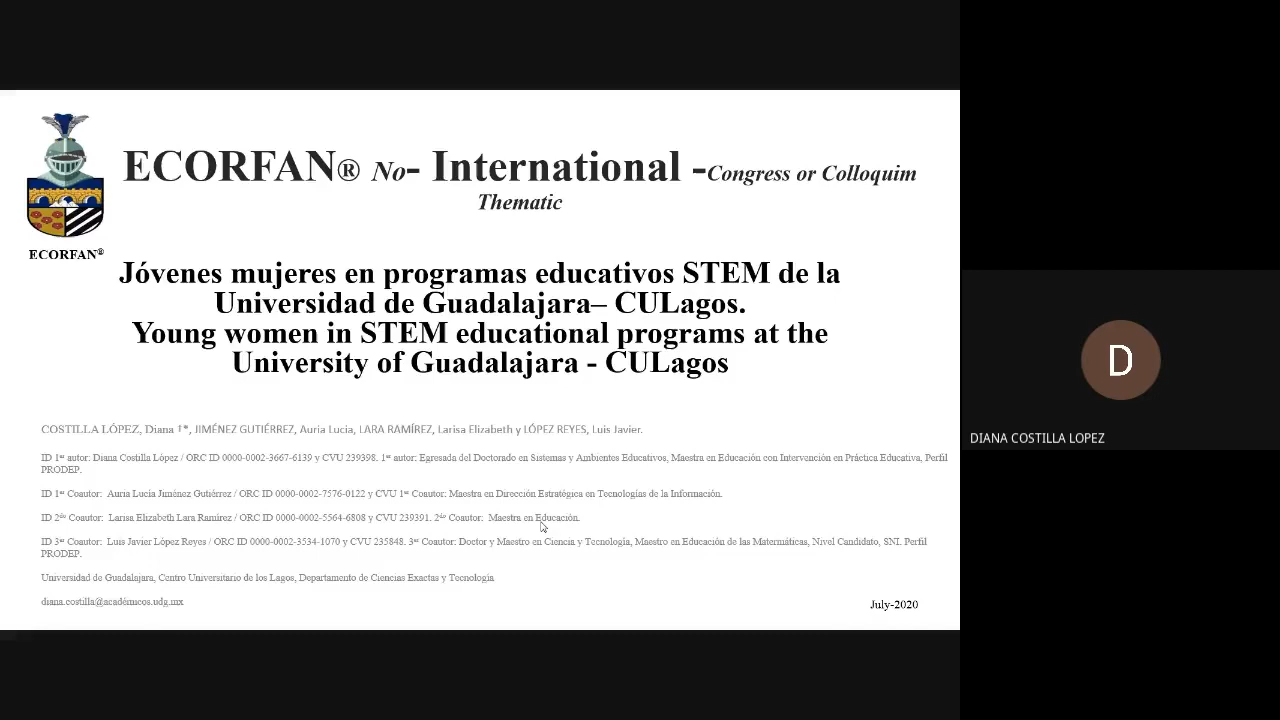 ECORFAN® No- International -Congress or Colloquim
Thematic
ECORFAN®
Jóvenes mujeres en programas educativos STEM de la
Universidad de Guadalajara– CULagos.
Young women in STEM educational programs at the
University of Guadalajara - CULagos
COSTILLA LÓPEZ, Diana †*, JIMÉNEZ GUTIÉRREZ, Auria Lucía, LARA RAMÍREZ, Larisa Elizabeth y LÓPEZ REYES, Luis Javier.
ID 1er autor: Diana Costilla López / ORC ID 0000-0002-3667-6139 y CVU 239398. 1er autor: Egresada del Doctorado en Sistemas y Ambientes Educativos, Maestra en Educación con Intervención en Práctica Educativa, Perfil
PRODEP.
ID 1er Coautor: Auria Lucía Jiménez Gutiérrez / ORC ID 0000-0002-7576-0122 y CVU 1er Coautor: Maestra en Dirección Estratégica en Tecnologías de la Información.
ID 2do Coautor: Larisa Elizabeth Lara Ramírez / ORC ID 0000-0002-5564-6808 y CVU 239391. 2do Coautor: Maestra en Educación.
ID 3er Coautor: Luis Javier López Reyes / ORC ID 0000-0002-3534-1070 y CVU 235848. 3er Coautor: Doctor y Maestro en Ciencia y Tecnología, Maestro en Educación de las Matermáticas, Nivel Candidato, SNI. Perfil
PRODEP.
Universidad de Guadalajara, Centro Universitario de los Lagos, Departamento de Ciencias Exactas y Tecnología
diana.costilla@académicos.udg.mx
July-2020
D
DIANA COSTILLA LOPEZ